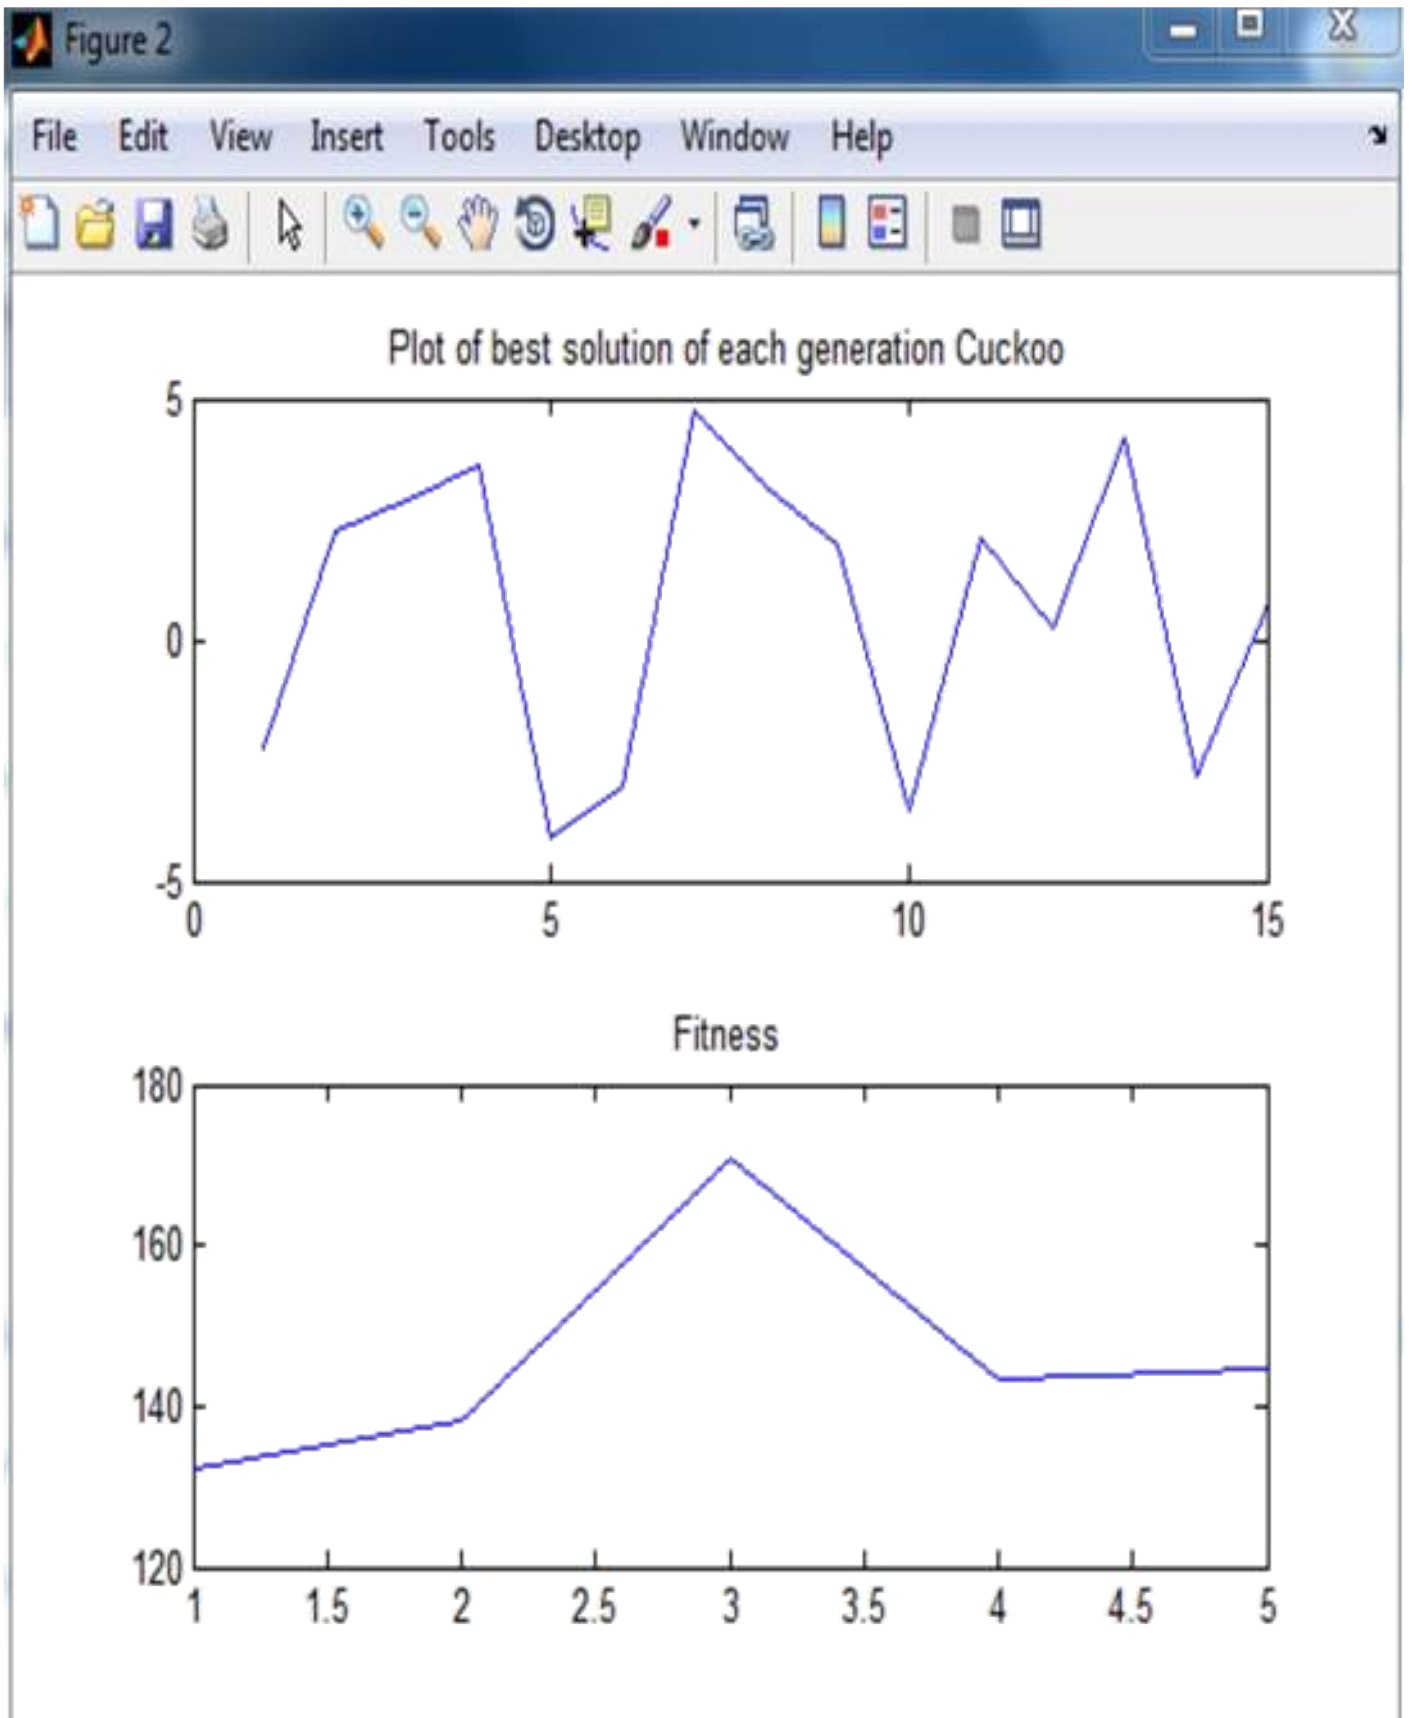 Figure 2
File Edit View Insert Tools Desktop Window Help
Plot of best solution of each generation Cuckoo
5
0
-5
0 5 10 15
Fitness
180
160
140
120
1 1.5 2 2.5 3 3.5 4 4.5 5